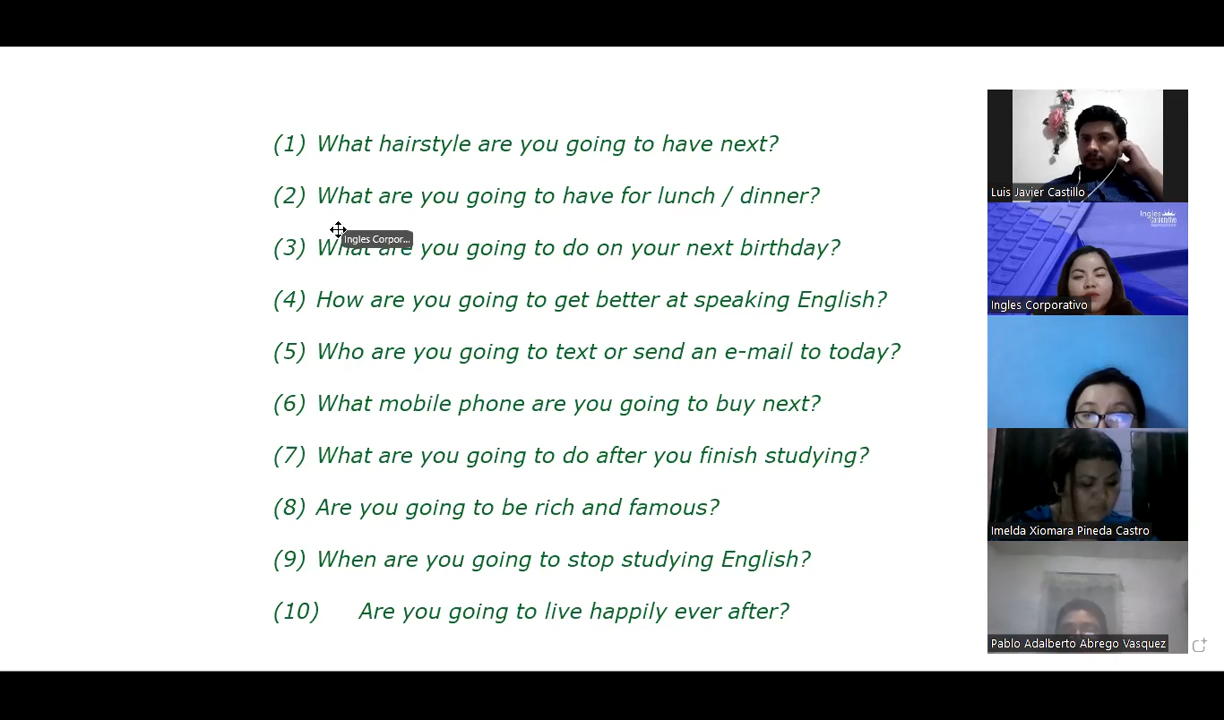 (1) What hairstyle are you going to have next?
(2) What are you going to have for lunch / dinner?
Ingles Corpor...
(3) What are you going to do on your next birthday?
(4) How are you going to get better at speaking English?
(5) Who are you going to text or send an e-mail to today?
(6) What mobile phone are you going to buy next?
(7) What are you going to do after you finish studying?
(8) Are you going to be rich and famous?
(9) When are you going to stop studying English?
(10) Are you going to live happily ever after?
Luis Javier Castillo
Ingles
Ingles Corporativo
Imelda Xiomara Pineda Castro
Pablo Adalberto Abrego Vasquez